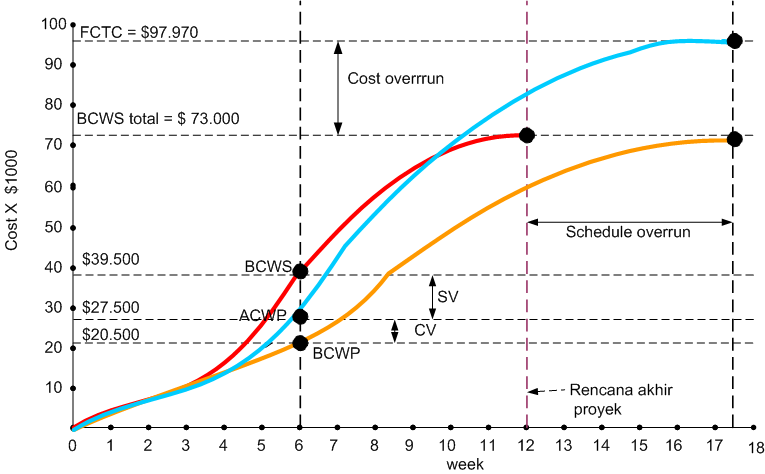 100
FCTC = $97.970
90
Cost overrrun
80
BCWS total = $ 73.000
70
60
50
Schedule overrun
$39.500
BCWS
40
SV
30
$27.500
ACWP
CV
$20.500
BCWP
20
10
Rencana akhir
proyek
Cost X $1000
0 1 2 3 4 5 6 7 8 9 10 11 12 13 14 15 16 17 18
week